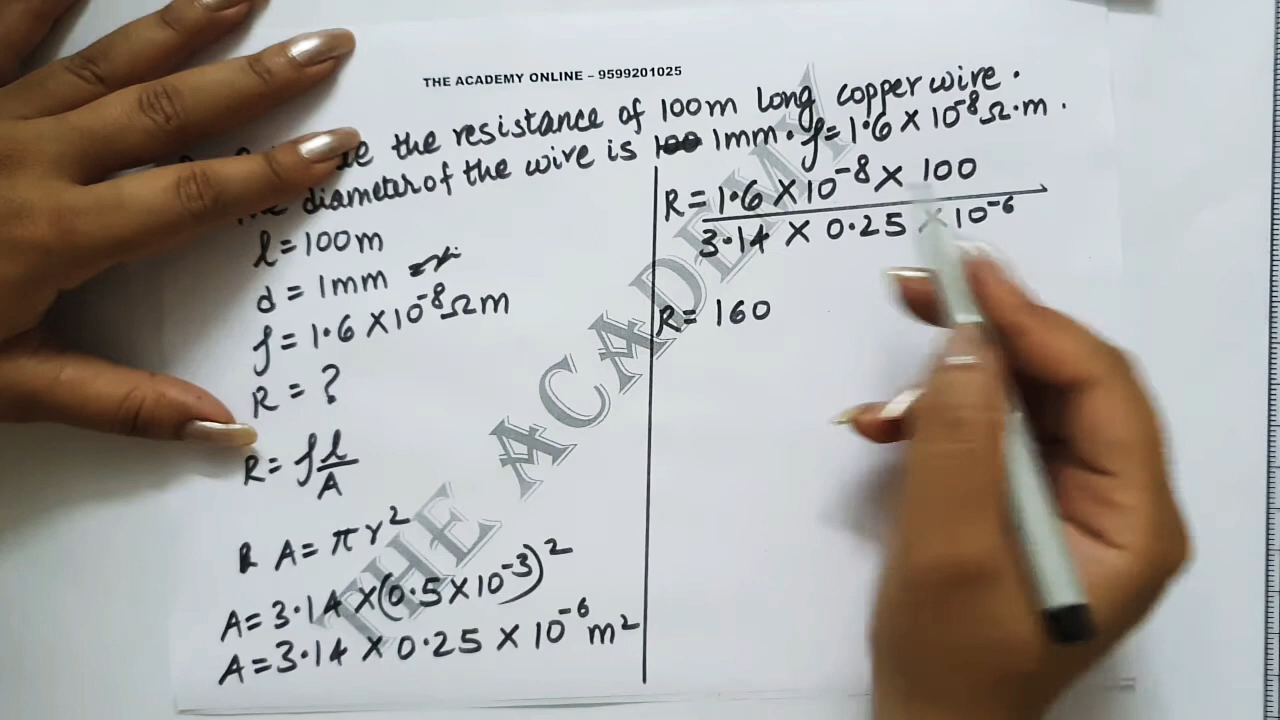 THE ACADEMY ONLINE – 9599201025
the resistance of 100m long copper wire.
diameter of the wire is 100 1mm. ρ=1.6 X 10⁻⁸ Ω.m.
l = 100m
d = 1mm
ρ = 1.6 X 10⁻⁸ Ωm
R = ?
R = ρ l/A
A = πr²
A = 3.14 X (0.5 X 10⁻³)²
A = 3.14 X 0.25 X 10⁻⁶ m²
R = 1.6 X 10⁻⁸ X 100
3.14 X 0.25 X 10⁻⁶
R = 160
THE ACADEMY